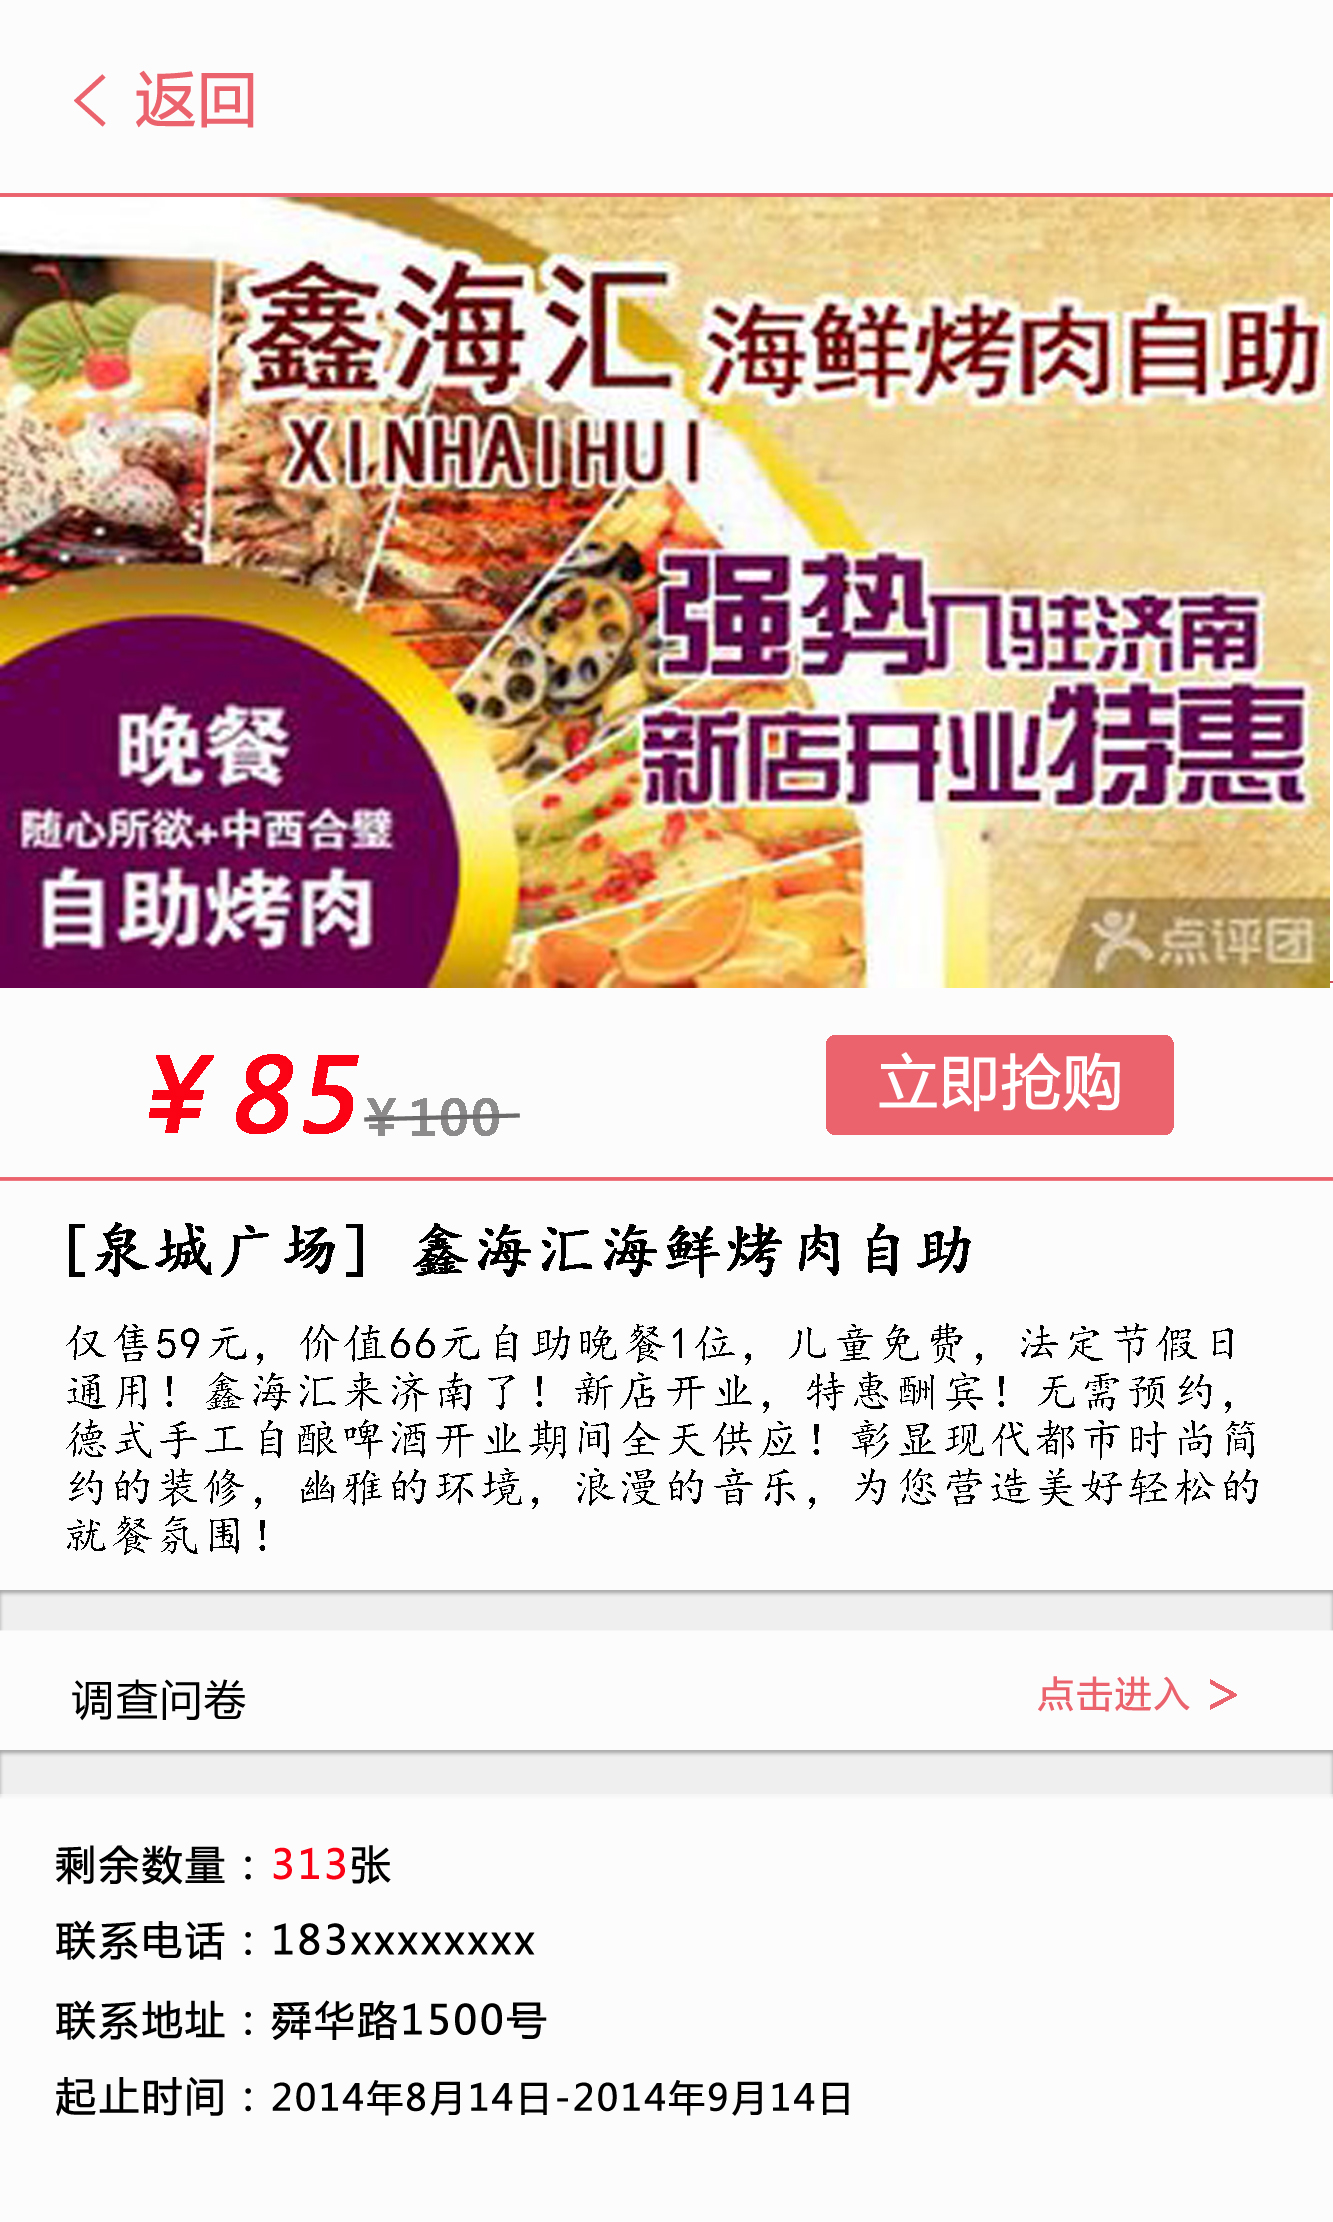 返回
鑫海汇 海鲜烤肉自助
XINHAIHUI
强势入驻济南
新店开业特惠
晚餐
随心所欲+中西合璧
自助烤肉
点评团
¥85 ¥100
立即抢购
[泉城广场] 鑫海汇海鲜烤肉自助
仅售59元，价值66元自助晚餐1位，儿童免费，法定节假日
通用！鑫海汇来济南了！新店开业，特惠酬宾！无需预约，
德式手工自酿啤酒开业期间全天供应！彰显现代都市时尚简
约的装修，幽雅的环境，浪漫的音乐，为您营造美好轻松的
就餐氛围！
调查问卷 点击进入 >
剩余数量：313张
联系电话：183xxxxxxxx
联系地址：舜华路1500号
起止时间：2014年8月14日-2014年9月14日